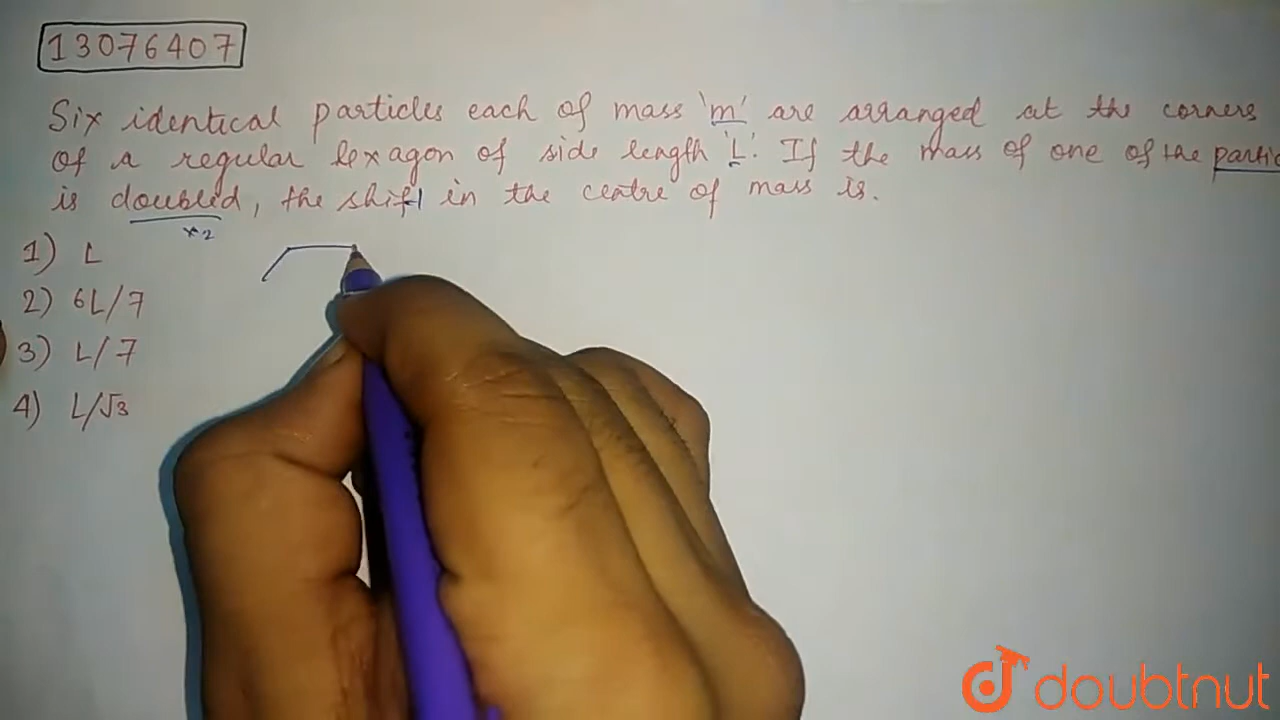 13076407
Six identical particles each of mass 'm' are arranged at the corners
of a regular hexagon of side length 'L'. If the mass of one of the partic
is doubled, the shift in the centre of mass is.
×2
1) L
2) 6L/7
3) L/7
4) L/√3
doubtnut